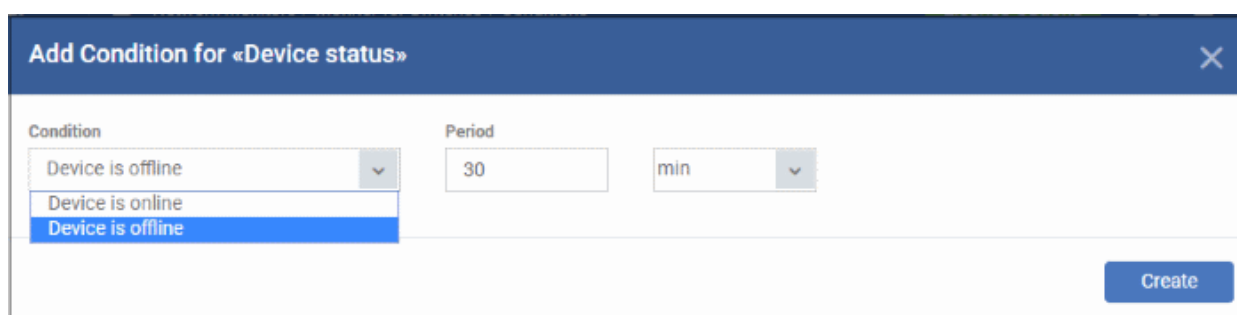 Add Condition for «Device status»
Condition
Period
Device is offline
30
min
Device is online
Device is offline
Create